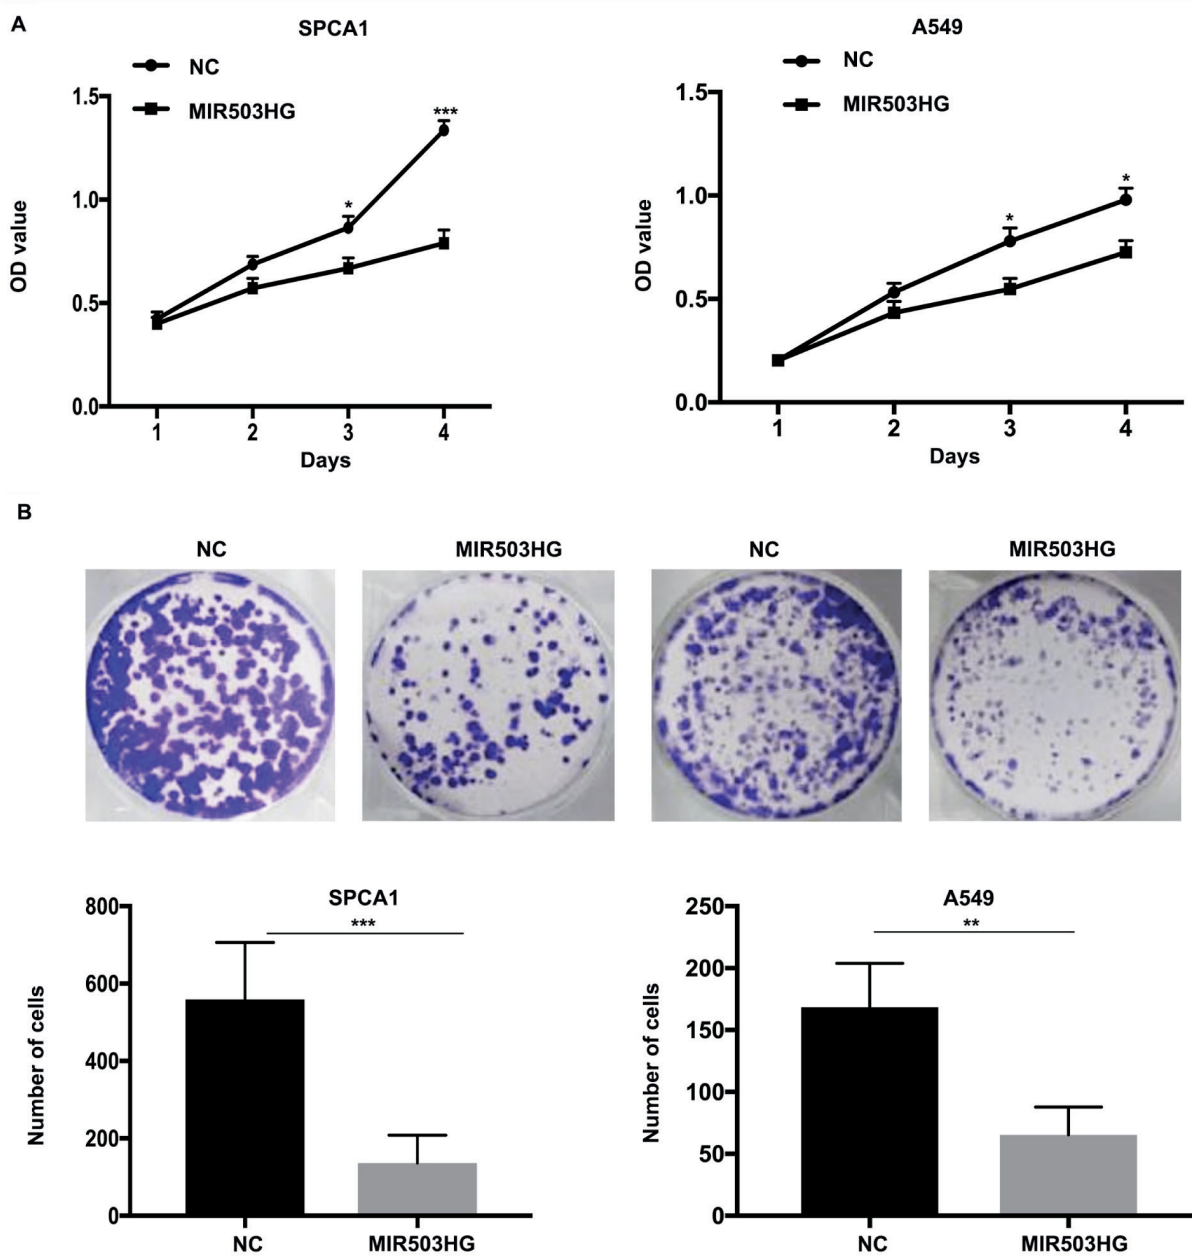 A
SPCA1
NC
MIR503HG
1.5
1.0
0.5
0.0
OD value
*
***
1 2 3 4
Days
A549
NC
MIR503HG
1.5
1.0
0.5
0.0
OD value
*
*
1 2 3 4
Days
B
NC MIR503HG NC MIR503HG
SPCA1
***
800
600
400
200
0
Number of cells
NC MIR503HG
A549
**
250
200
150
100
50
0
Number of cells
NC MIR503HG